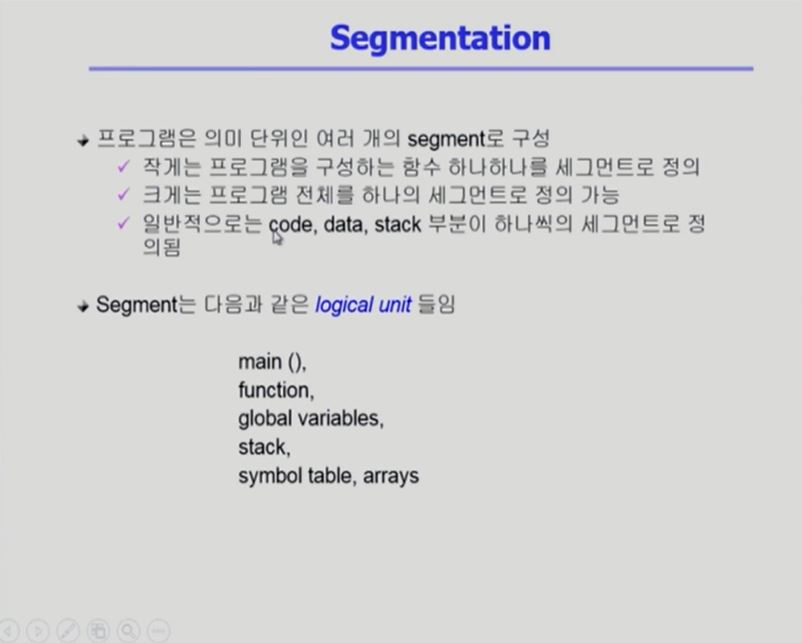 Segmentation
프로그램은 의미 단위인 여러 개의 segment로 구성
작게는 프로그램을 구성하는 함수 하나하나를 세그먼트로 정의
크게는 프로그램 전체를 하나의 세그먼트로 정의 가능
일반적으로는 code, data, stack 부분이 하나씩의 세그먼트로 정
의됨
Segment는 다음과 같은 logical unit 들임
main (),
function,
global variables,
stack,
symbol table, arrays